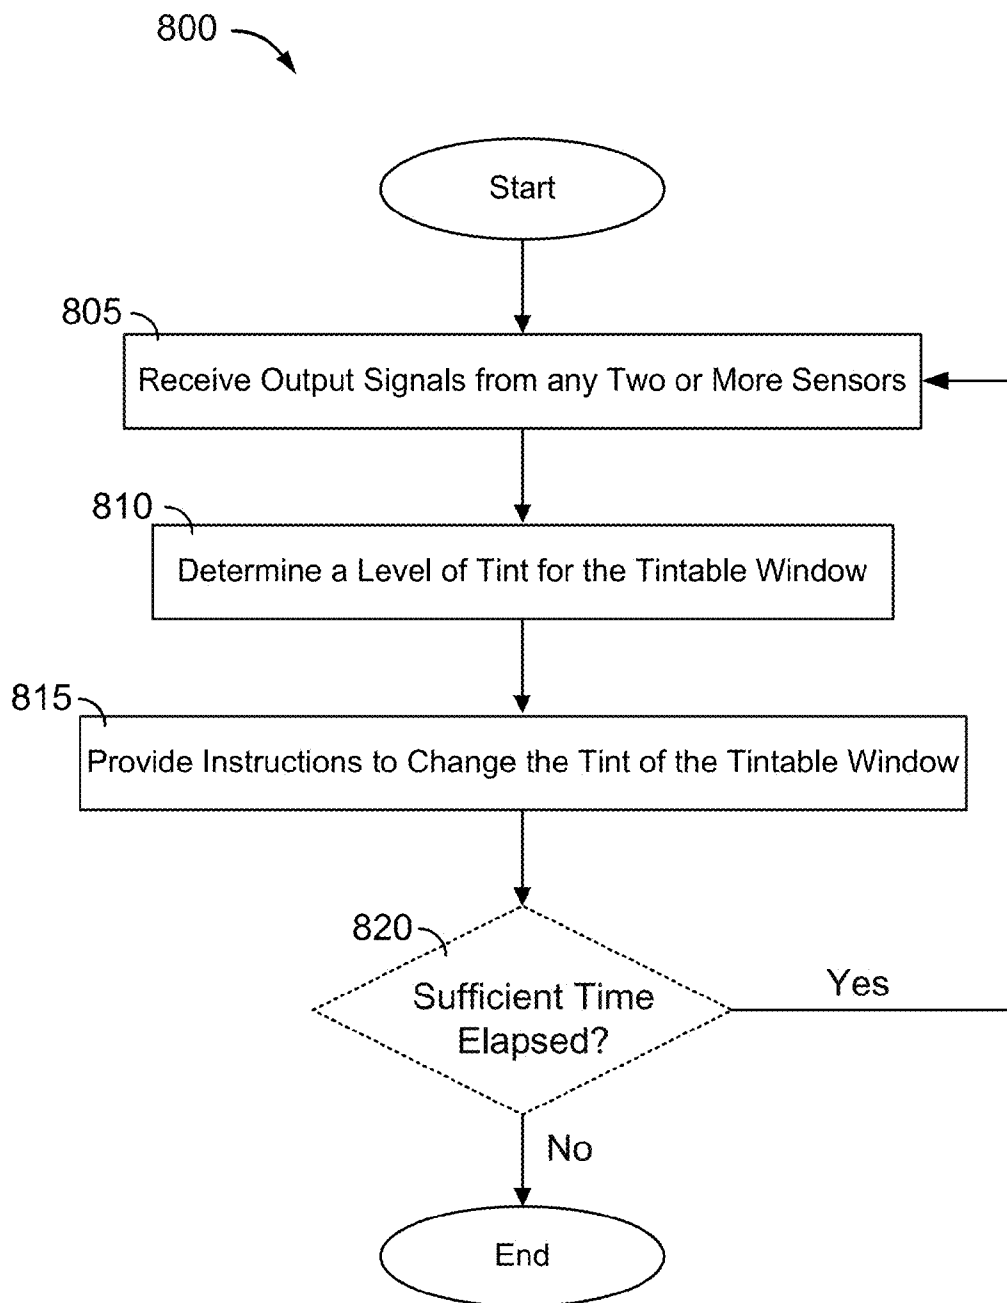 800
Start
805
Receive Output Signals from any Two or More Sensors
810
Determine a Level of Tint for the Tintable Window
815
Provide Instructions to Change the Tint of the Tintable Window
820
Sufficient Time
Elapsed?
Yes
No
End